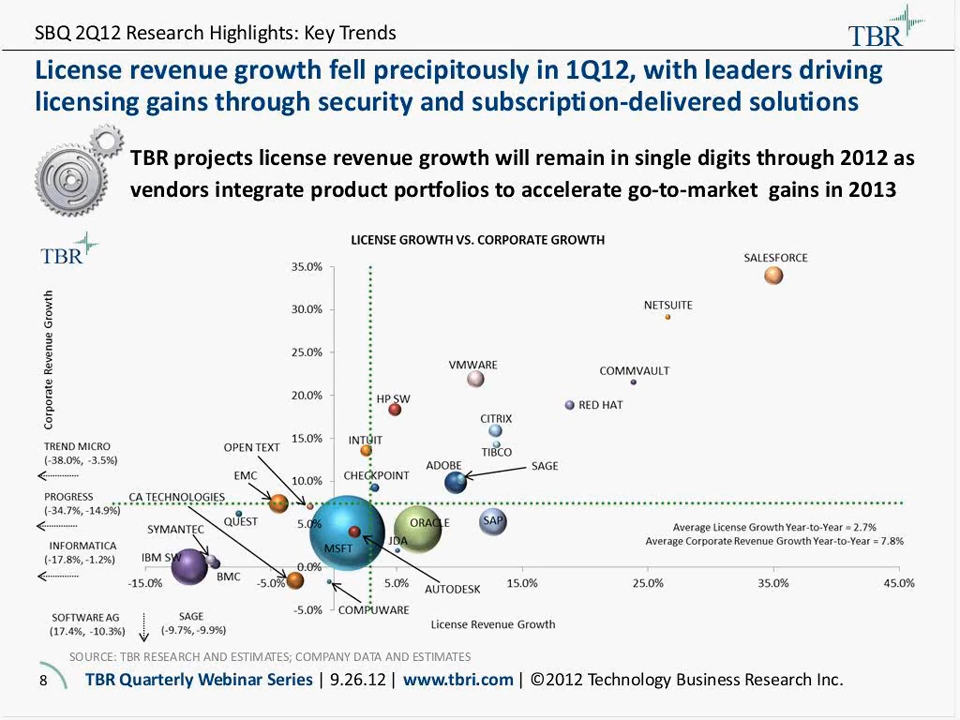 SBQ 2Q12 Research Highlights: Key Trends
TBR
License revenue growth fell precipitously in 1Q12, with leaders driving
licensing gains through security and subscription-delivered solutions
TBR projects license revenue growth will remain in single digits through 2012 as
vendors integrate product portfolios to accelerate go-to-market gains in 2013
TBR
LICENSE GROWTH VS. CORPORATE GROWTH
Corporate Revenue Growth
35.0%
30.0%
25.0%
20.0%
15.0%
10.0%
5.0%
0.0%
-5.0%
SALESFORCE
NETSUITE
VMWARE
COMMVAULT
HP SW
RED HAT
CITRIX
INTUIT
TIBCO
OPEN TEXT
ADOBE
SAGE
EMC
CHECKPOINT
CA TECHNOLOGIES
QUEST
SYMANTEC
ORACLE
SAP
MSFT
JDA
IBM SW
BMC
AUTODESK
COMPUWARE
TREND MICRO
(-38.0%, -3.5%)
PROGRESS
(-34.7%, -14.9%)
INFORMATICA
(-17.8%, -1.2%)
SOFTWARE AG
(17.4%, -10.3%)
SAGE
(-9.7%, -9.9%)
Average License Growth Year-to-Year = 2.7%
Average Corporate Revenue Growth Year-to-Year = 7.8%
-15.0%
-5.0%
5.0%
15.0%
25.0%
35.0%
45.0%
License Revenue Growth
SOURCE: TBR RESEARCH AND ESTIMATES; COMPANY DATA AND ESTIMATES
8
TBR Quarterly Webinar Series | 9.26.12 | www.tbri.com | ©2012 Technology Business Research Inc.